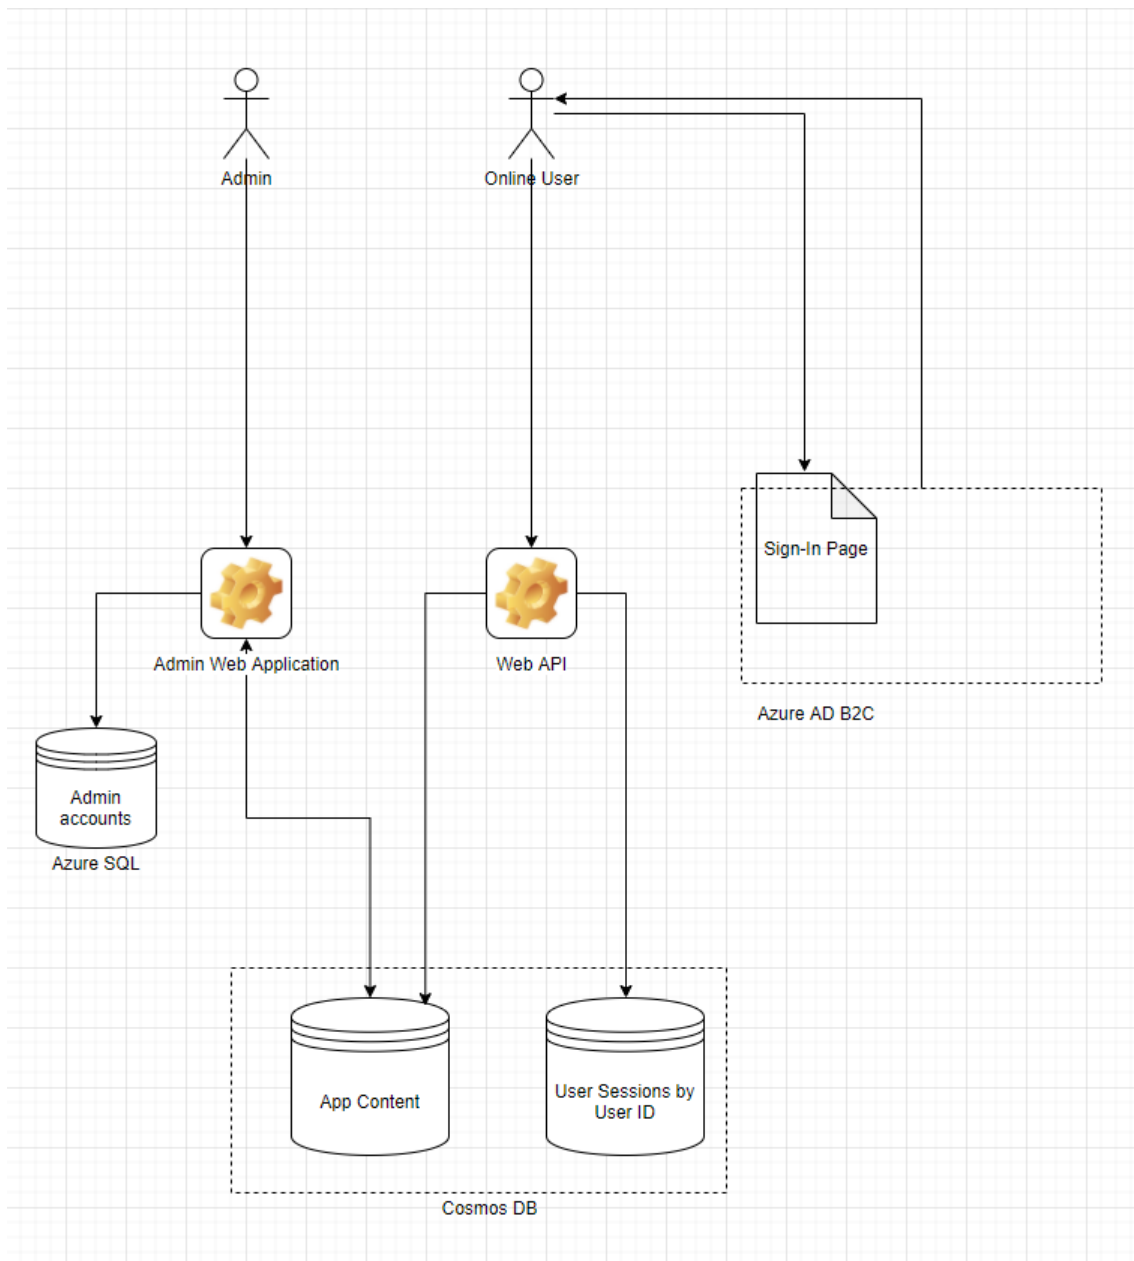 Admin
Online User
Sign-In Page
Admin Web Application
Web API
Azure AD B2C
Admin
accounts
Azure SQL
App Content
User Sessions by
User ID
Cosmos DB